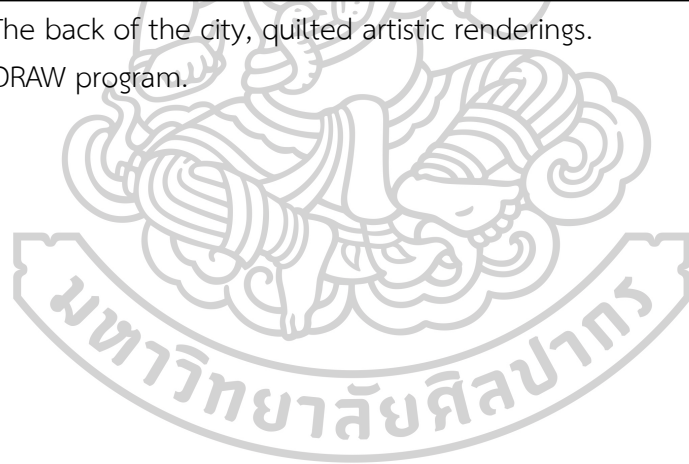 The back of the city, quilted artistic renderings.
DRAW program.
มหาวิทยาลัยศิลปากร